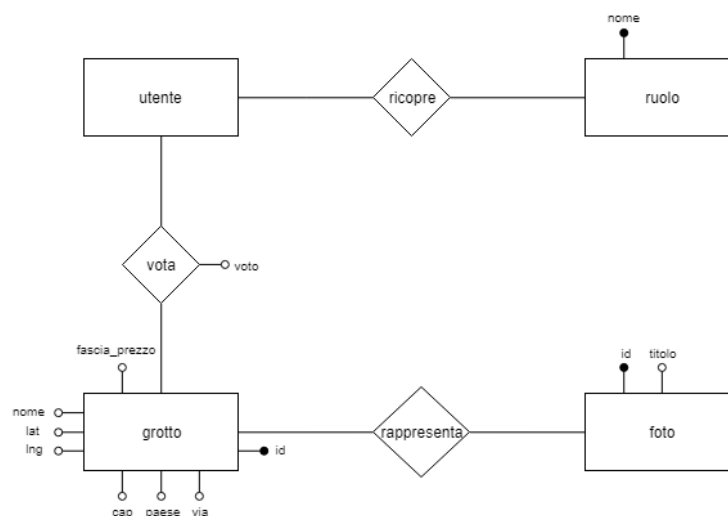 nome
utente
ricopre
ruolo
vota
voto
fascia_prezzo
id
titolo
nome
lat
lng
grotto
id
rappresenta
foto
cap
paese
via